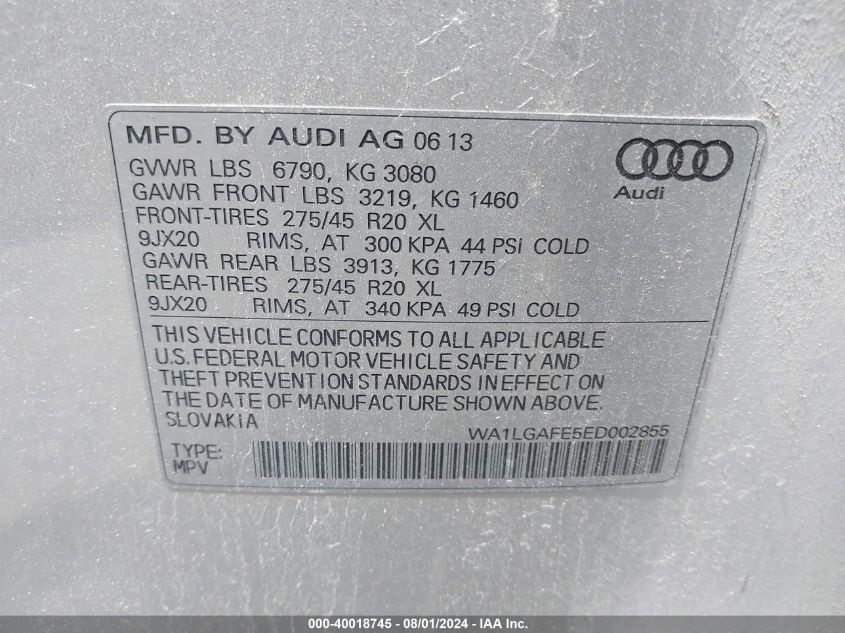 MFD. BY AUDI AG 06 13
GVWR LBS 6790, KG 3080
GAWR FRONT LBS 3219, KG 1460
FRONT-TIRES 275/45 R20 XL
9JX20 RIMS, AT 300 KPA 44 PSi COLD
GAWR REAR LBS 3913, KG 1775
REAR-TIRES 275/45 R20 XL
9JX20 RIMS, AT 340 KPA 49 PSI COLD
Audi
THIS VEHICLE CONFORMS TO ALL APPLICABLE
U.S. FEDERAL MOTOR VEHICLE SAFETY AND
THEFT PREVENTION STANDARDS IN EFFECT ON
THE DATE OF MANUFACTURE SHOWN ABOVE.
SLOVAKiA
WA1LGAFE5ED002855
TYPE:
MPV
000-40018745 - 08/01/2024 - IAAI.COM